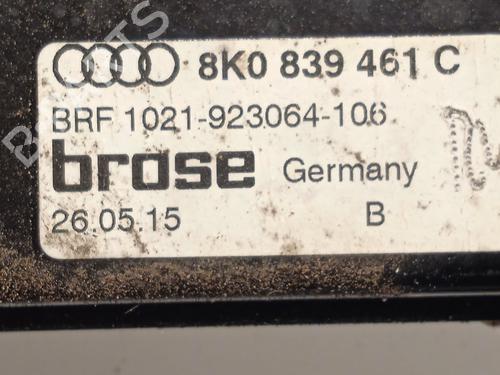 8K0 839 461 C
BRF 1021-923064-106
brose Germany
26.05.15 B